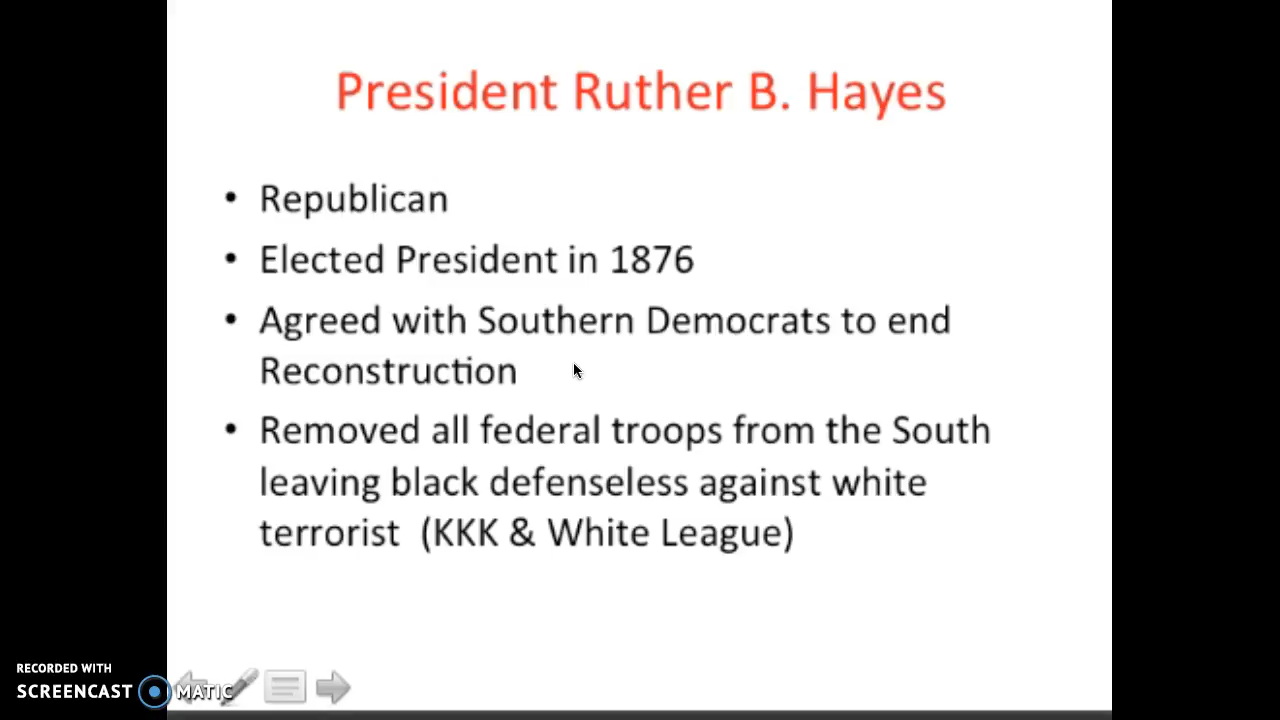 President Ruther B. Hayes
• Republican
• Elected President in 1876
• Agreed with Southern Democrats to end
Reconstruction
• Removed all federal troops from the South
leaving black defenseless against white
terrorist (KKK & White League)
RECORDED WITH
SCREENCAST MATIC